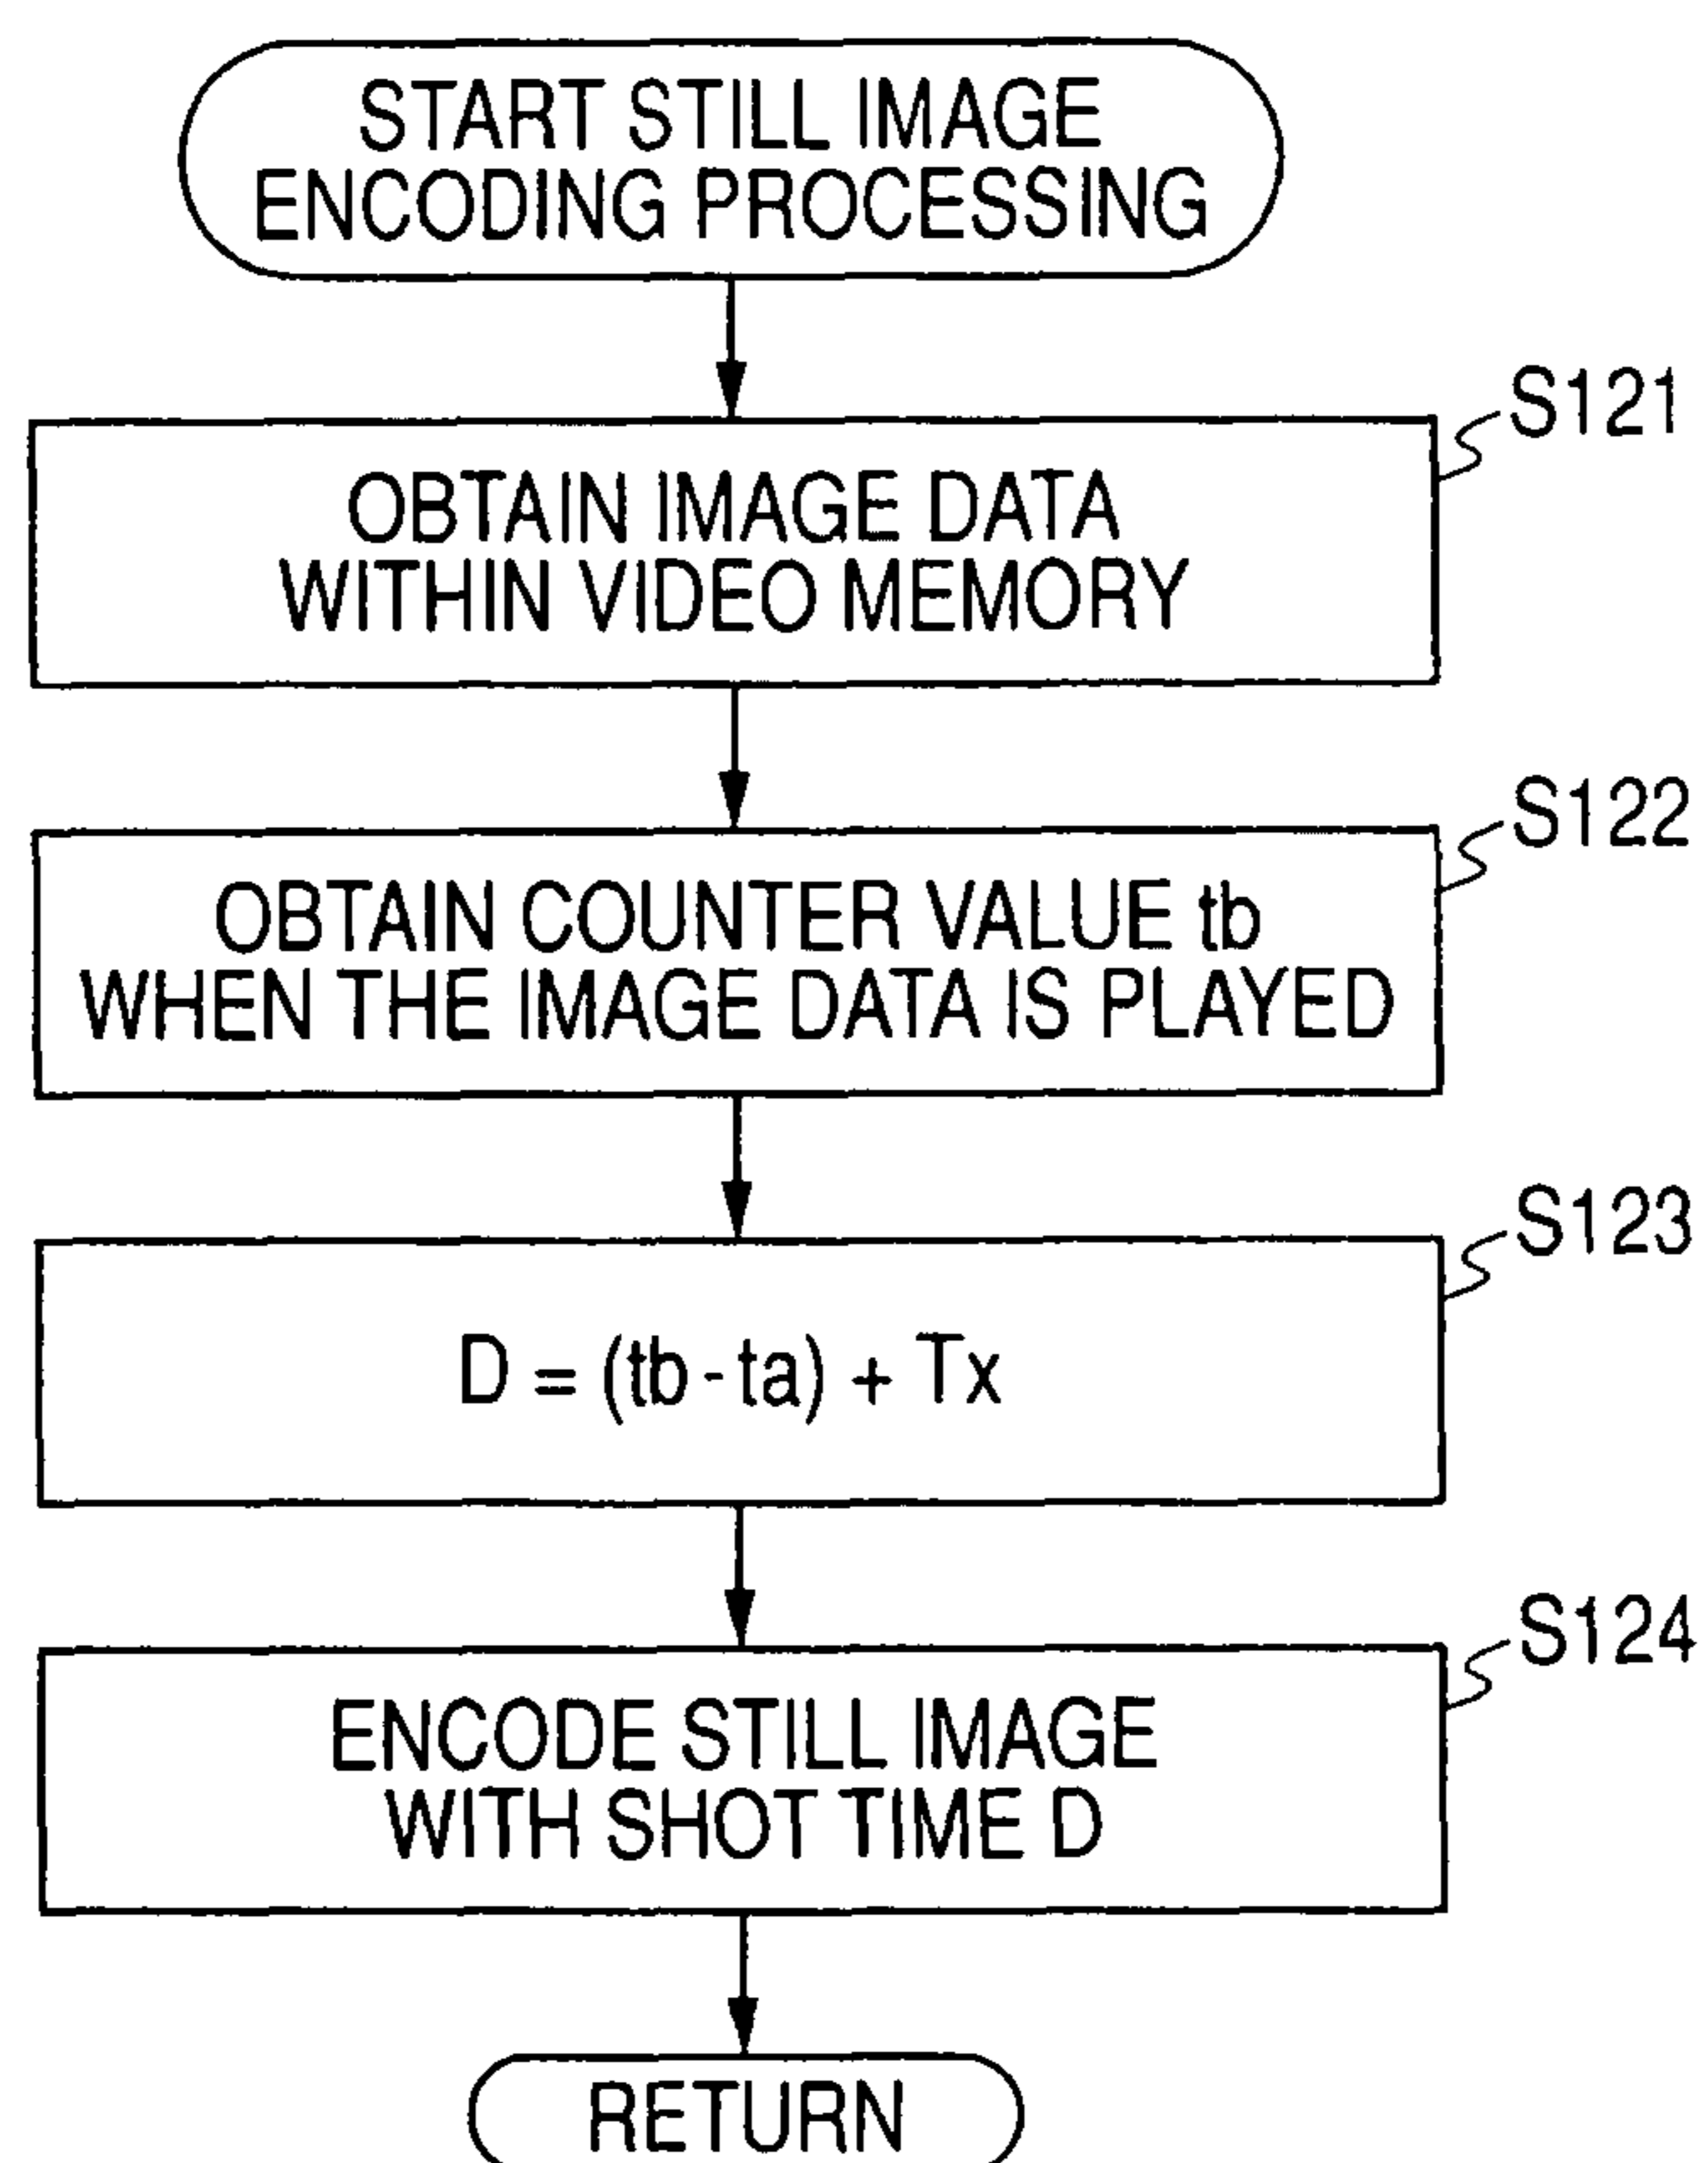 START STILL IMAGE
ENCODING PROCESSING
S121
OBTAIN IMAGE DATA
WITHIN VIDEO MEMORY
S122
OBTAIN COUNTER VALUE tb
WHEN THE IMAGE DATA IS PLAYED
S123
D = (tb - ta) + Tx
S124
ENCODE STILL IMAGE
WITH SHOT TIME D
RETURN